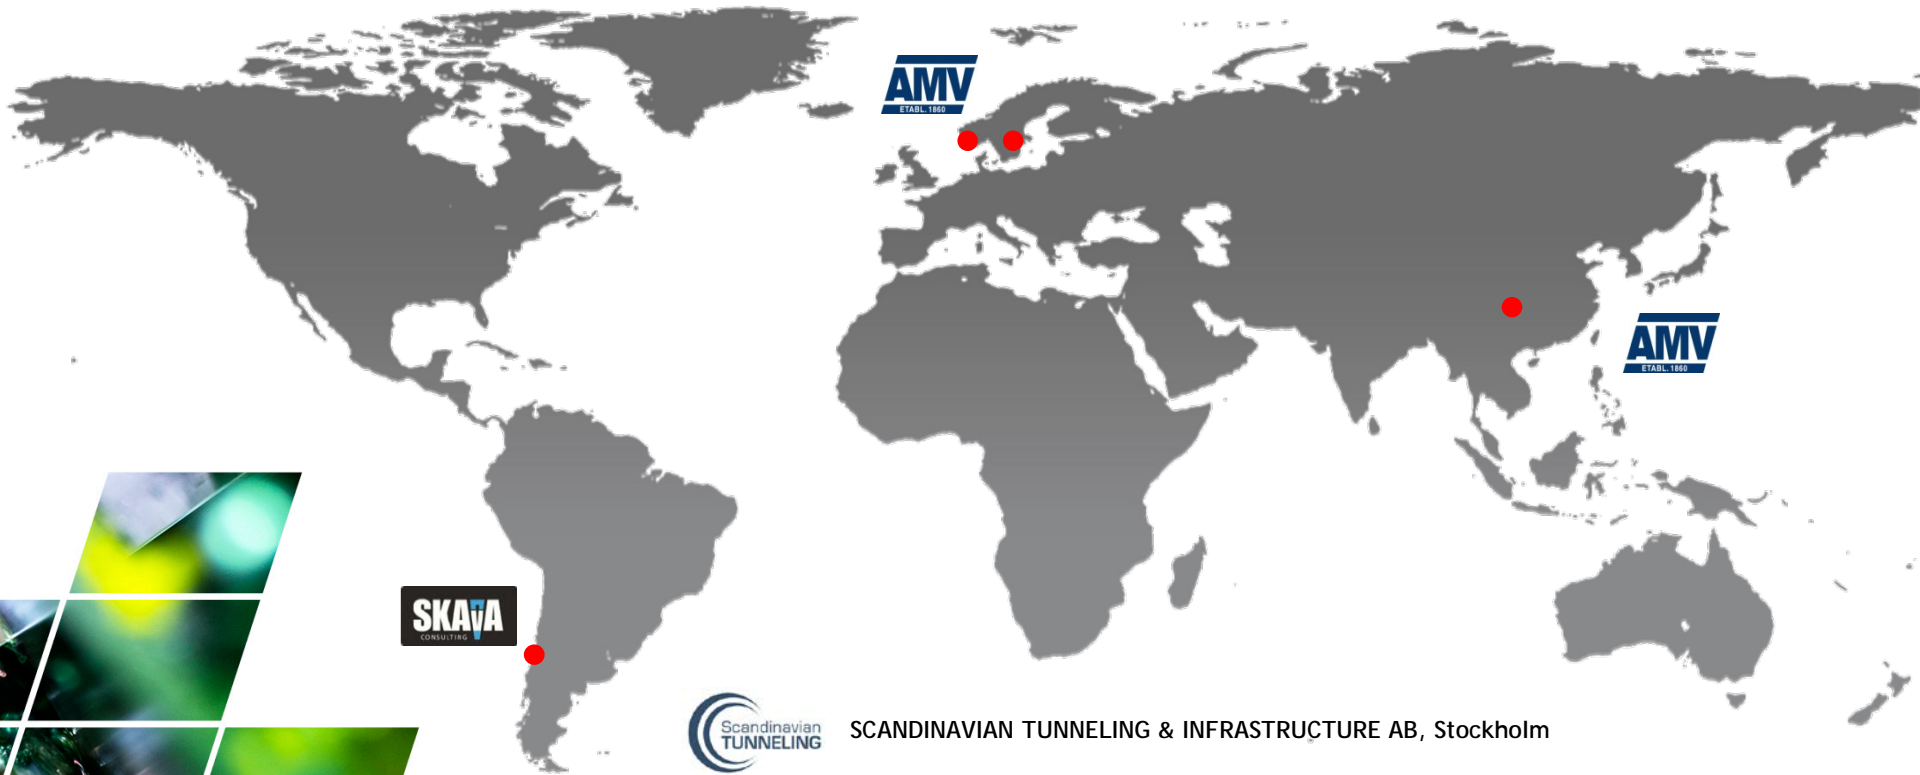 AMV
ETABL. 1860
AMV
ETABL. 1860
SKAVA
CONSULTING
Scandinavian
TUNNELING
SCANDINAVIAN TUNNELING & INFRASTRUCTURE AB, Stockholm